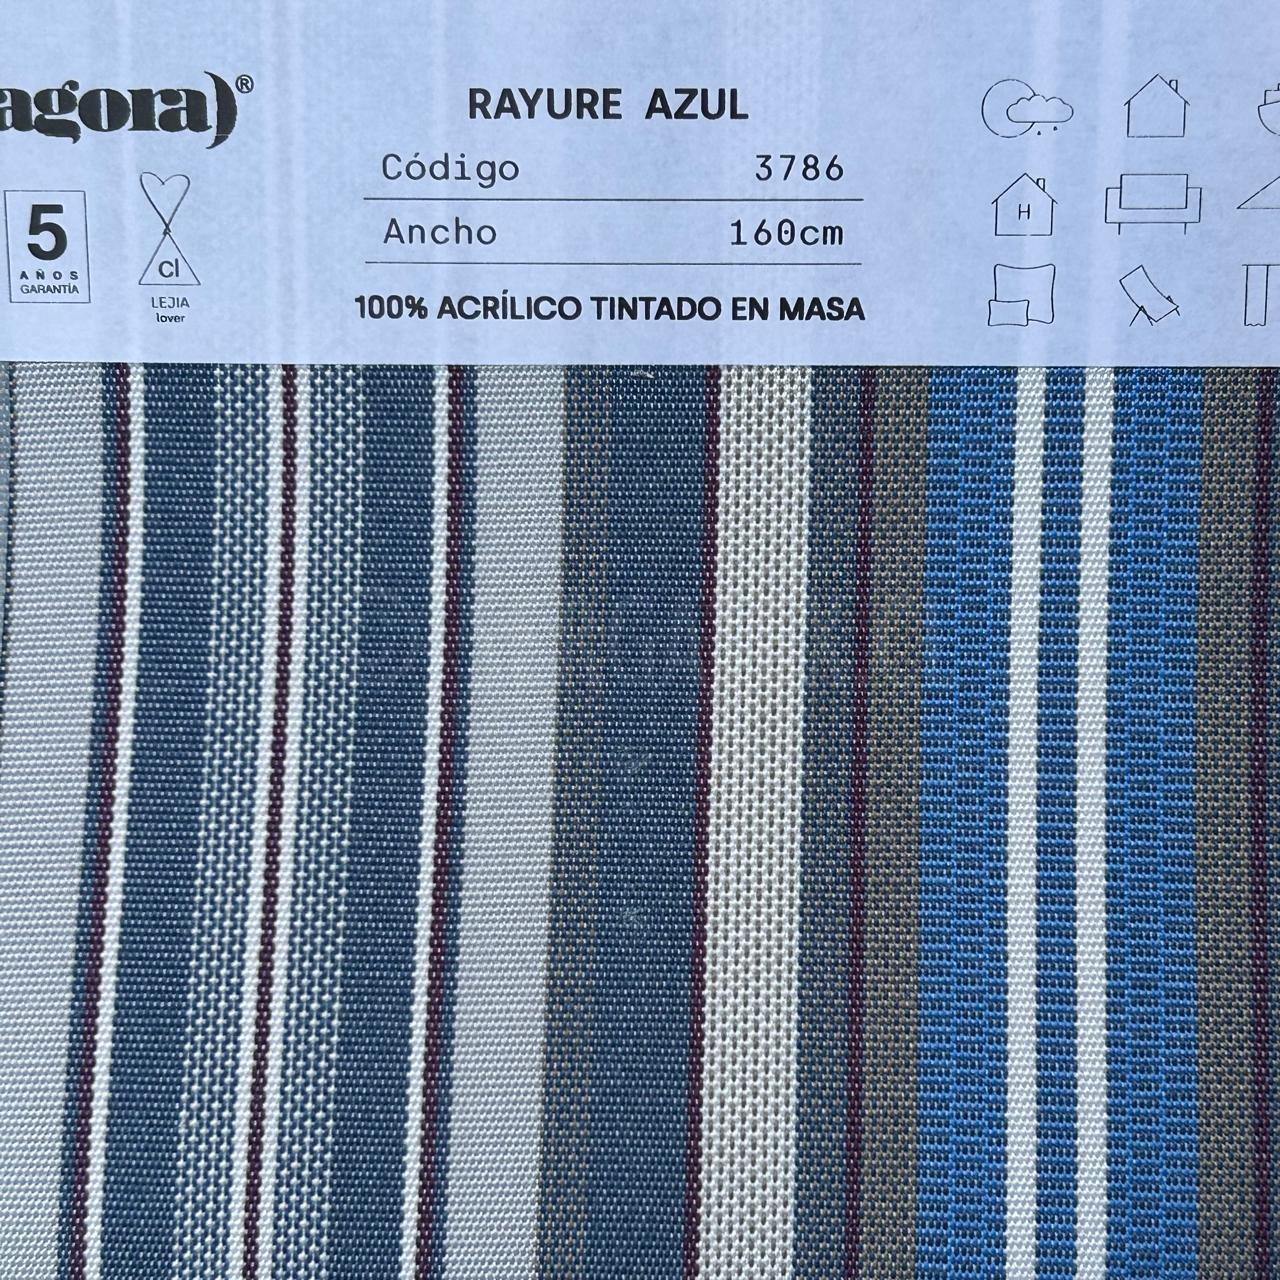 agora)®
RAYURE AZUL
Código 3786
Ancho 160cm
100% ACRÍLICO TINTADO EN MASA
5
AÑOS
GARANTÍA
Cl
LEJIA
lover
H